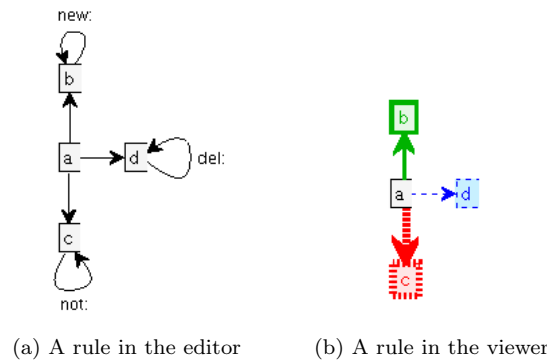 new:
b
b
a
d
del:
a
d
c
c
not:
(a) A rule in the editor
(b) A rule in the viewer